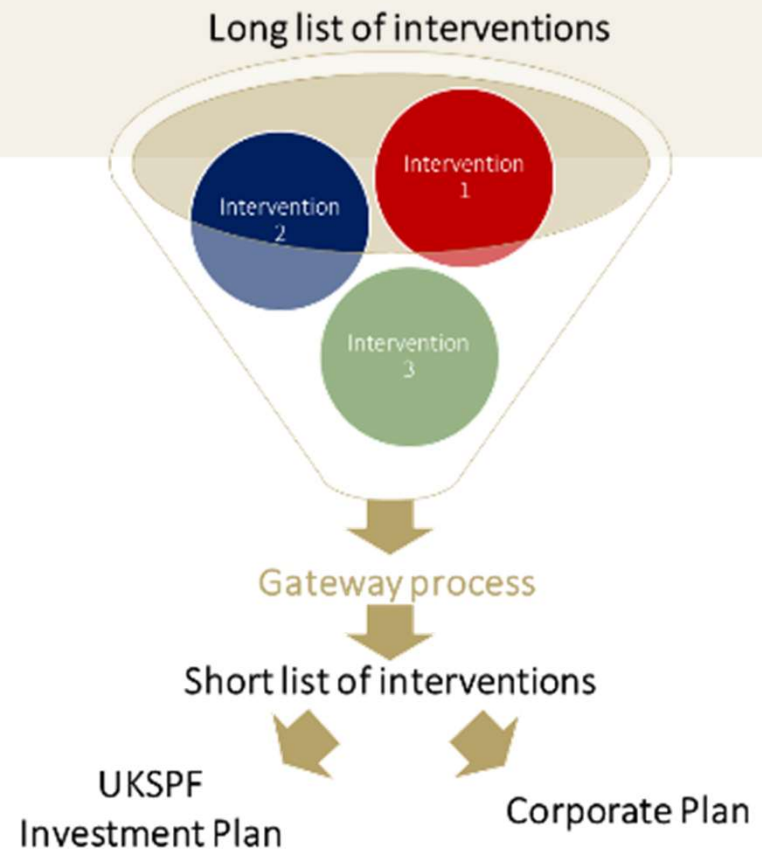 Long list of interventions
Intervention
1
Intervention
2
Intervention
3
Gateway process
Short list of interventions
UKSPF
Investment Plan
Corporate Plan